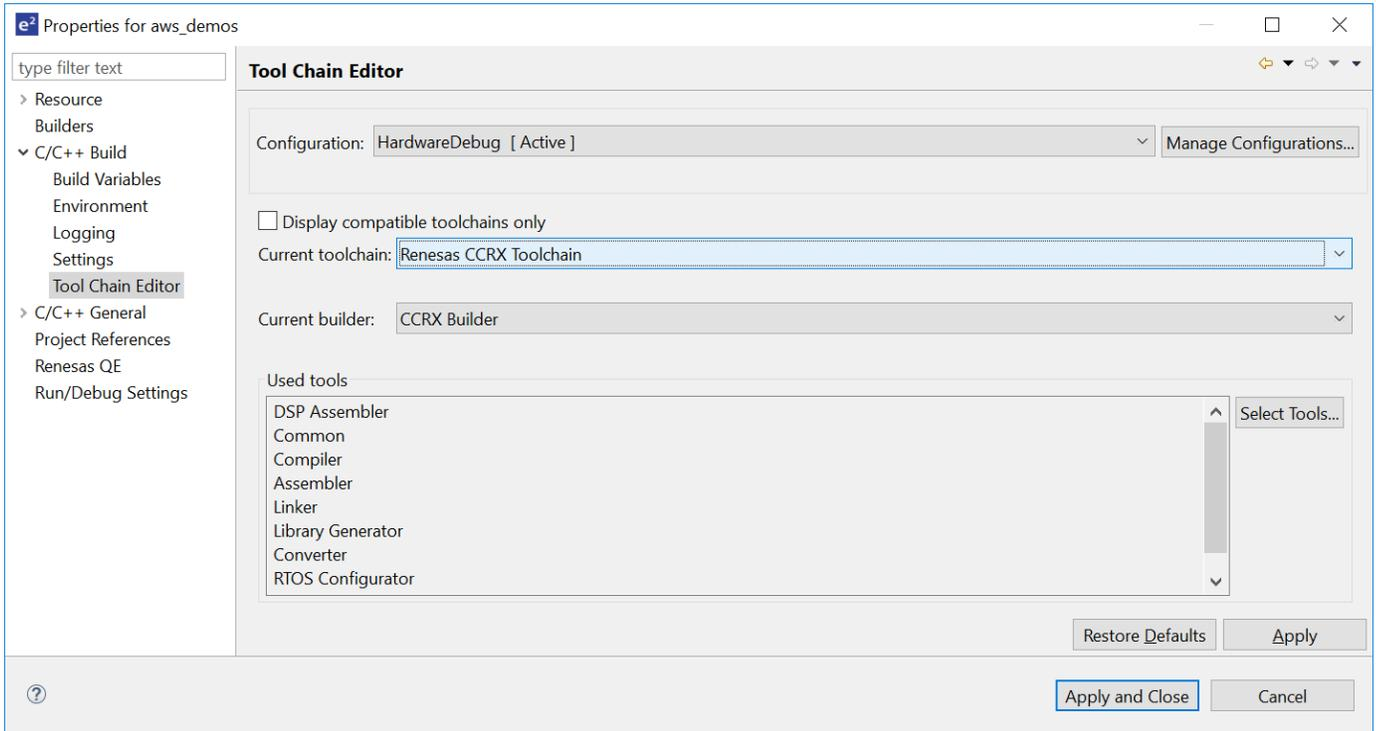 e² Properties for aws_demos
type filter text
Resource
Builders
C/C++ Build
Build Variables
Environment
Logging
Settings
Tool Chain Editor
C/C++ General
Project References
Renesas QE
Run/Debug Settings
Tool Chain Editor
Configuration: HardwareDebug [ Active ] Manage Configurations...
Display compatible toolchains only
Current toolchain: Renesas CCRX Toolchain
Current builder: CCRX Builder
Used tools
DSP Assembler
Common
Compiler
Assembler
Linker
Library Generator
Converter
RTOS Configurator
Select Tools...
Restore Defaults Apply
? Apply and Close Cancel